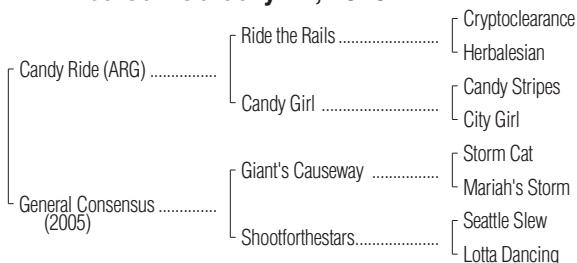 Cryptoclearance
Ride the Rails ....................
Herbalesian
Candy Ride (ARG) ...............
Candy Stripes
Candy Girl .........................
City Girl
Storm Cat
Giant's Causeway ................
Mariah's Storm
General Consensus .............
(2005)
Seattle Slew
Shootforthestars..................
Lotta Dancing